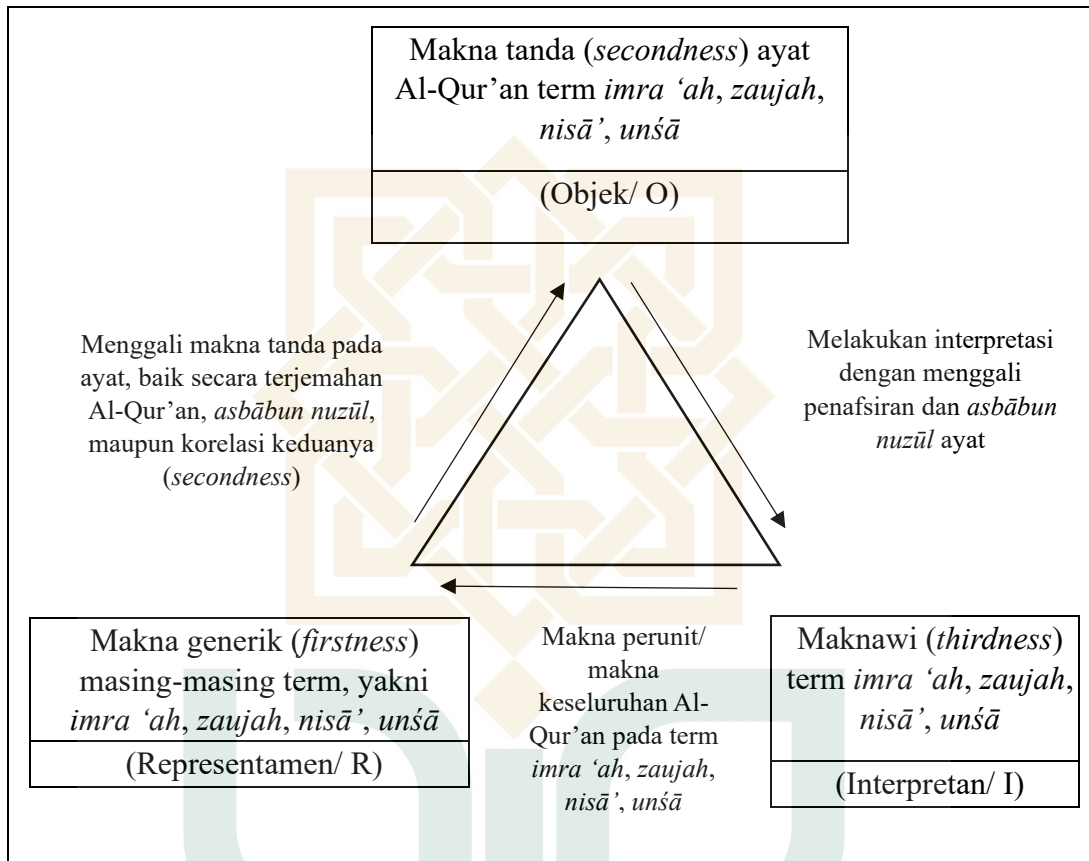 Makna tanda (secondness) ayat
Al-Qur’an term imra ‘ah, zaujah,
nisā’, unśā
(Objek/ O)
Menggali makna tanda pada
ayat, baik secara terjemahan
Al-Qur’an, asbābun nuzūl,
maupun korelasi keduanya
(secondness)
Melakukan interpretasi
dengan menggali
penafsiran dan asbābun
nuzūl ayat
Makna generik (firstness)
masing-masing term, yakni
imra ‘ah, zaujah, nisā’, unśā
(Representamen/ R)
Makna perunit/
makna
keseluruhan Al-
Qur’an pada term
imra ‘ah, zaujah,
nisā’, unśā
Maknawi (thirdness)
term imra ‘ah, zaujah,
nisā’, unśā
(Interpretan/ I)